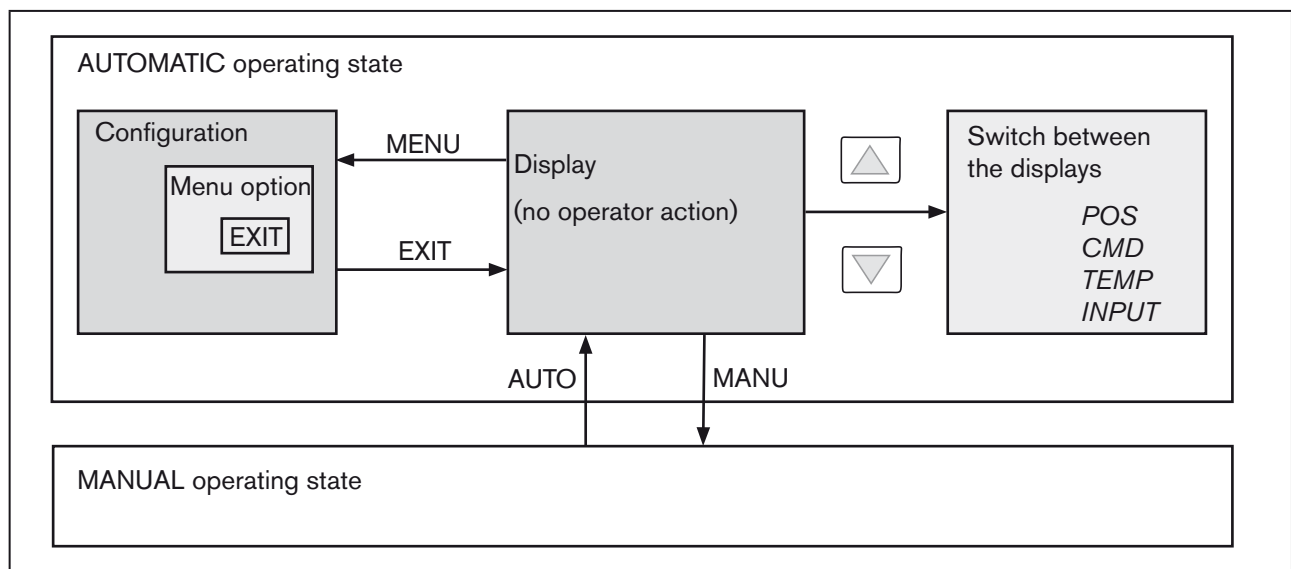 AUTOMATIC operating state
Configuration
Menu option
EXIT
MENU
EXIT
Display
(no operator action)
Switch between
the displays
POS
CMD
TEMP
INPUT
AUTO
MANU
MANUAL operating state